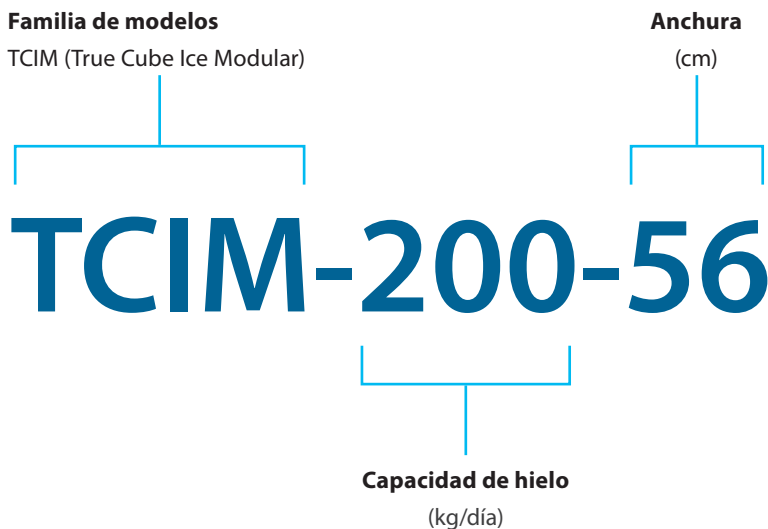 Familia de modelos
TCIM (True Cube Ice Modular)
Anchura
(cm)
TCIM-200-56
Capacidad de hielo
(kg/día)